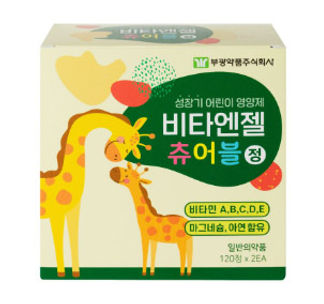 부광약품주식회사
성장기 어린이 영양제
비타엔젤
츄어블 정
비타민 A,B,C,D,E
마그네슘, 아연 함유
일반의약품
120정 x 2EA